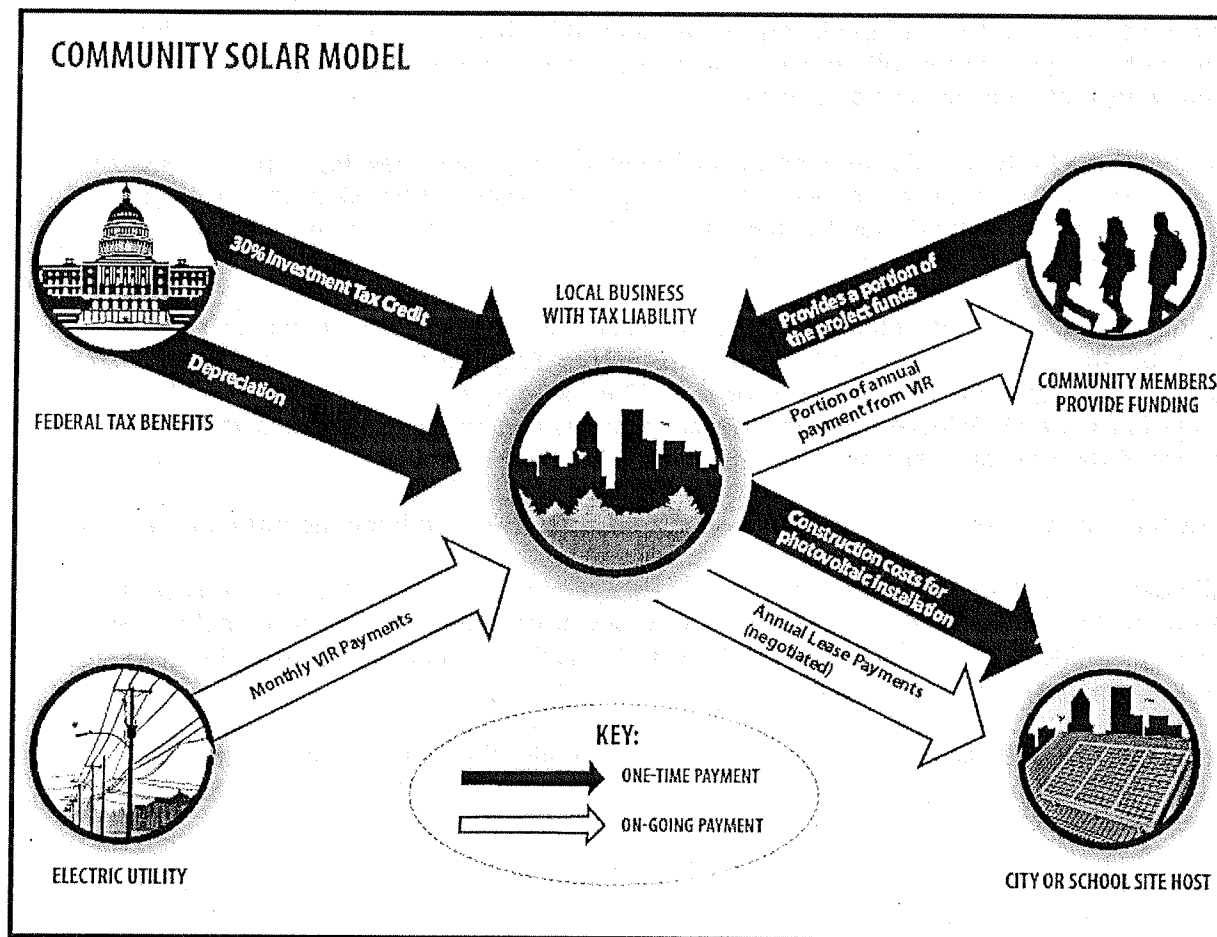 COMMUNITY SOLAR MODEL
30% Investment Tax Credit
Depreciation
FEDERAL TAX BENEFITS
LOCAL BUSINESS
WITH TAX LIABILITY
Provides a portion of
the project funds
Portion of annual
payment from VIR
COMMUNITY MEMBERS
PROVIDE FUNDING
Monthly VIR Payments
Construction costs for
photovoltaic installation
Annual Lease Payments
(negotiated)
ELECTRIC UTILITY
KEY:
ONE-TIME PAYMENT
ON-GOING PAYMENT
CITY OR SCHOOL SITE HOST